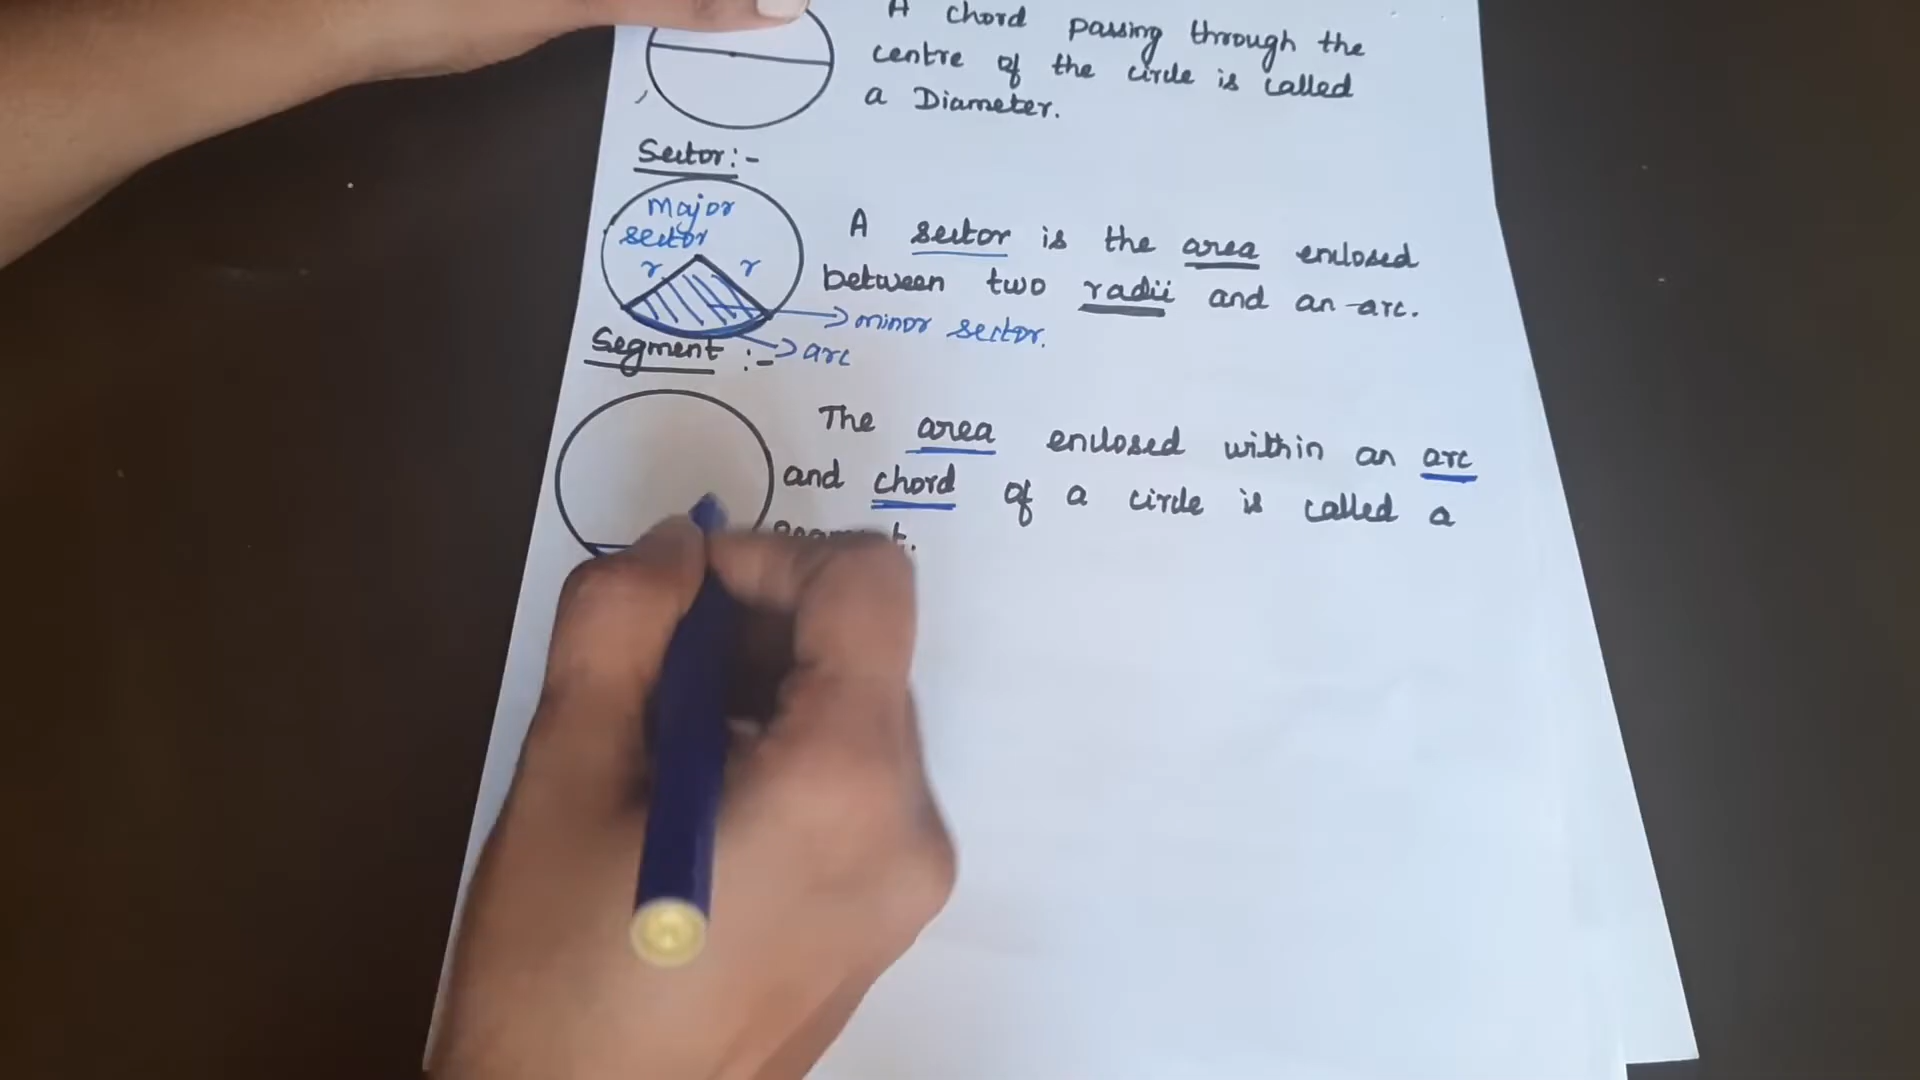 A chord passing through the
centre of the circle is called
a Diameter.
Sector:-
Major
sector
r r
A sector is the area enclosed
between two radii and an arc.
minor sector.
arc
Segment :-
The area enclosed within an arc
and chord of a circle is called a